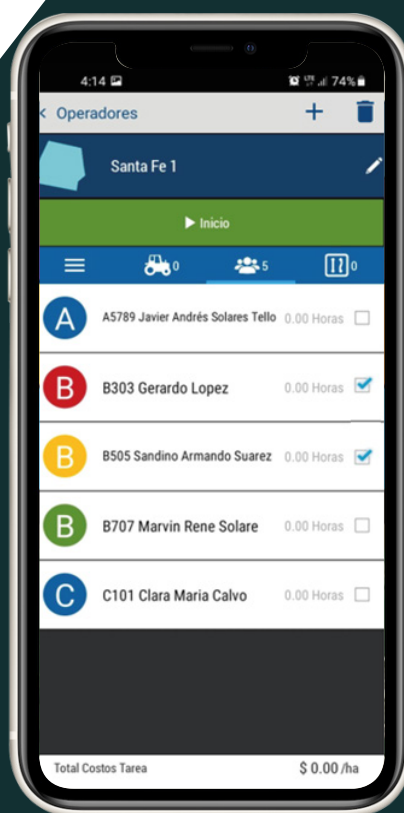 4:14 LTE 74%
< Operadores +
Santa Fe 1
Inicio
0 5 0
A A5789 Javier Andrés Solares Tello 0.00 Horas
B B303 Gerardo Lopez 0.00 Horas
B B505 Sandino Armando Suarez 0.00 Horas
B B707 Marvin Rene Solare 0.00 Horas
C C101 Clara Maria Calvo 0.00 Horas
Total Costos Tarea $ 0.00 /ha